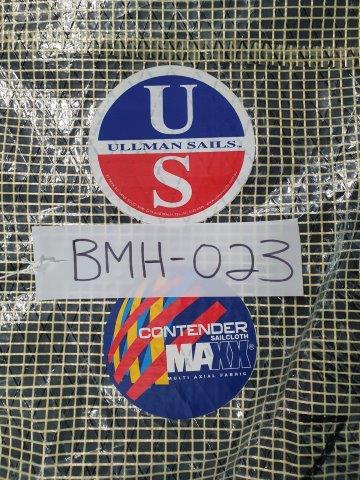 U
ULLMAN SAILS
S
BMH-023
CONTENDER
SAILCLOTH
MAXX®
MULTI AXIAL FABRIC